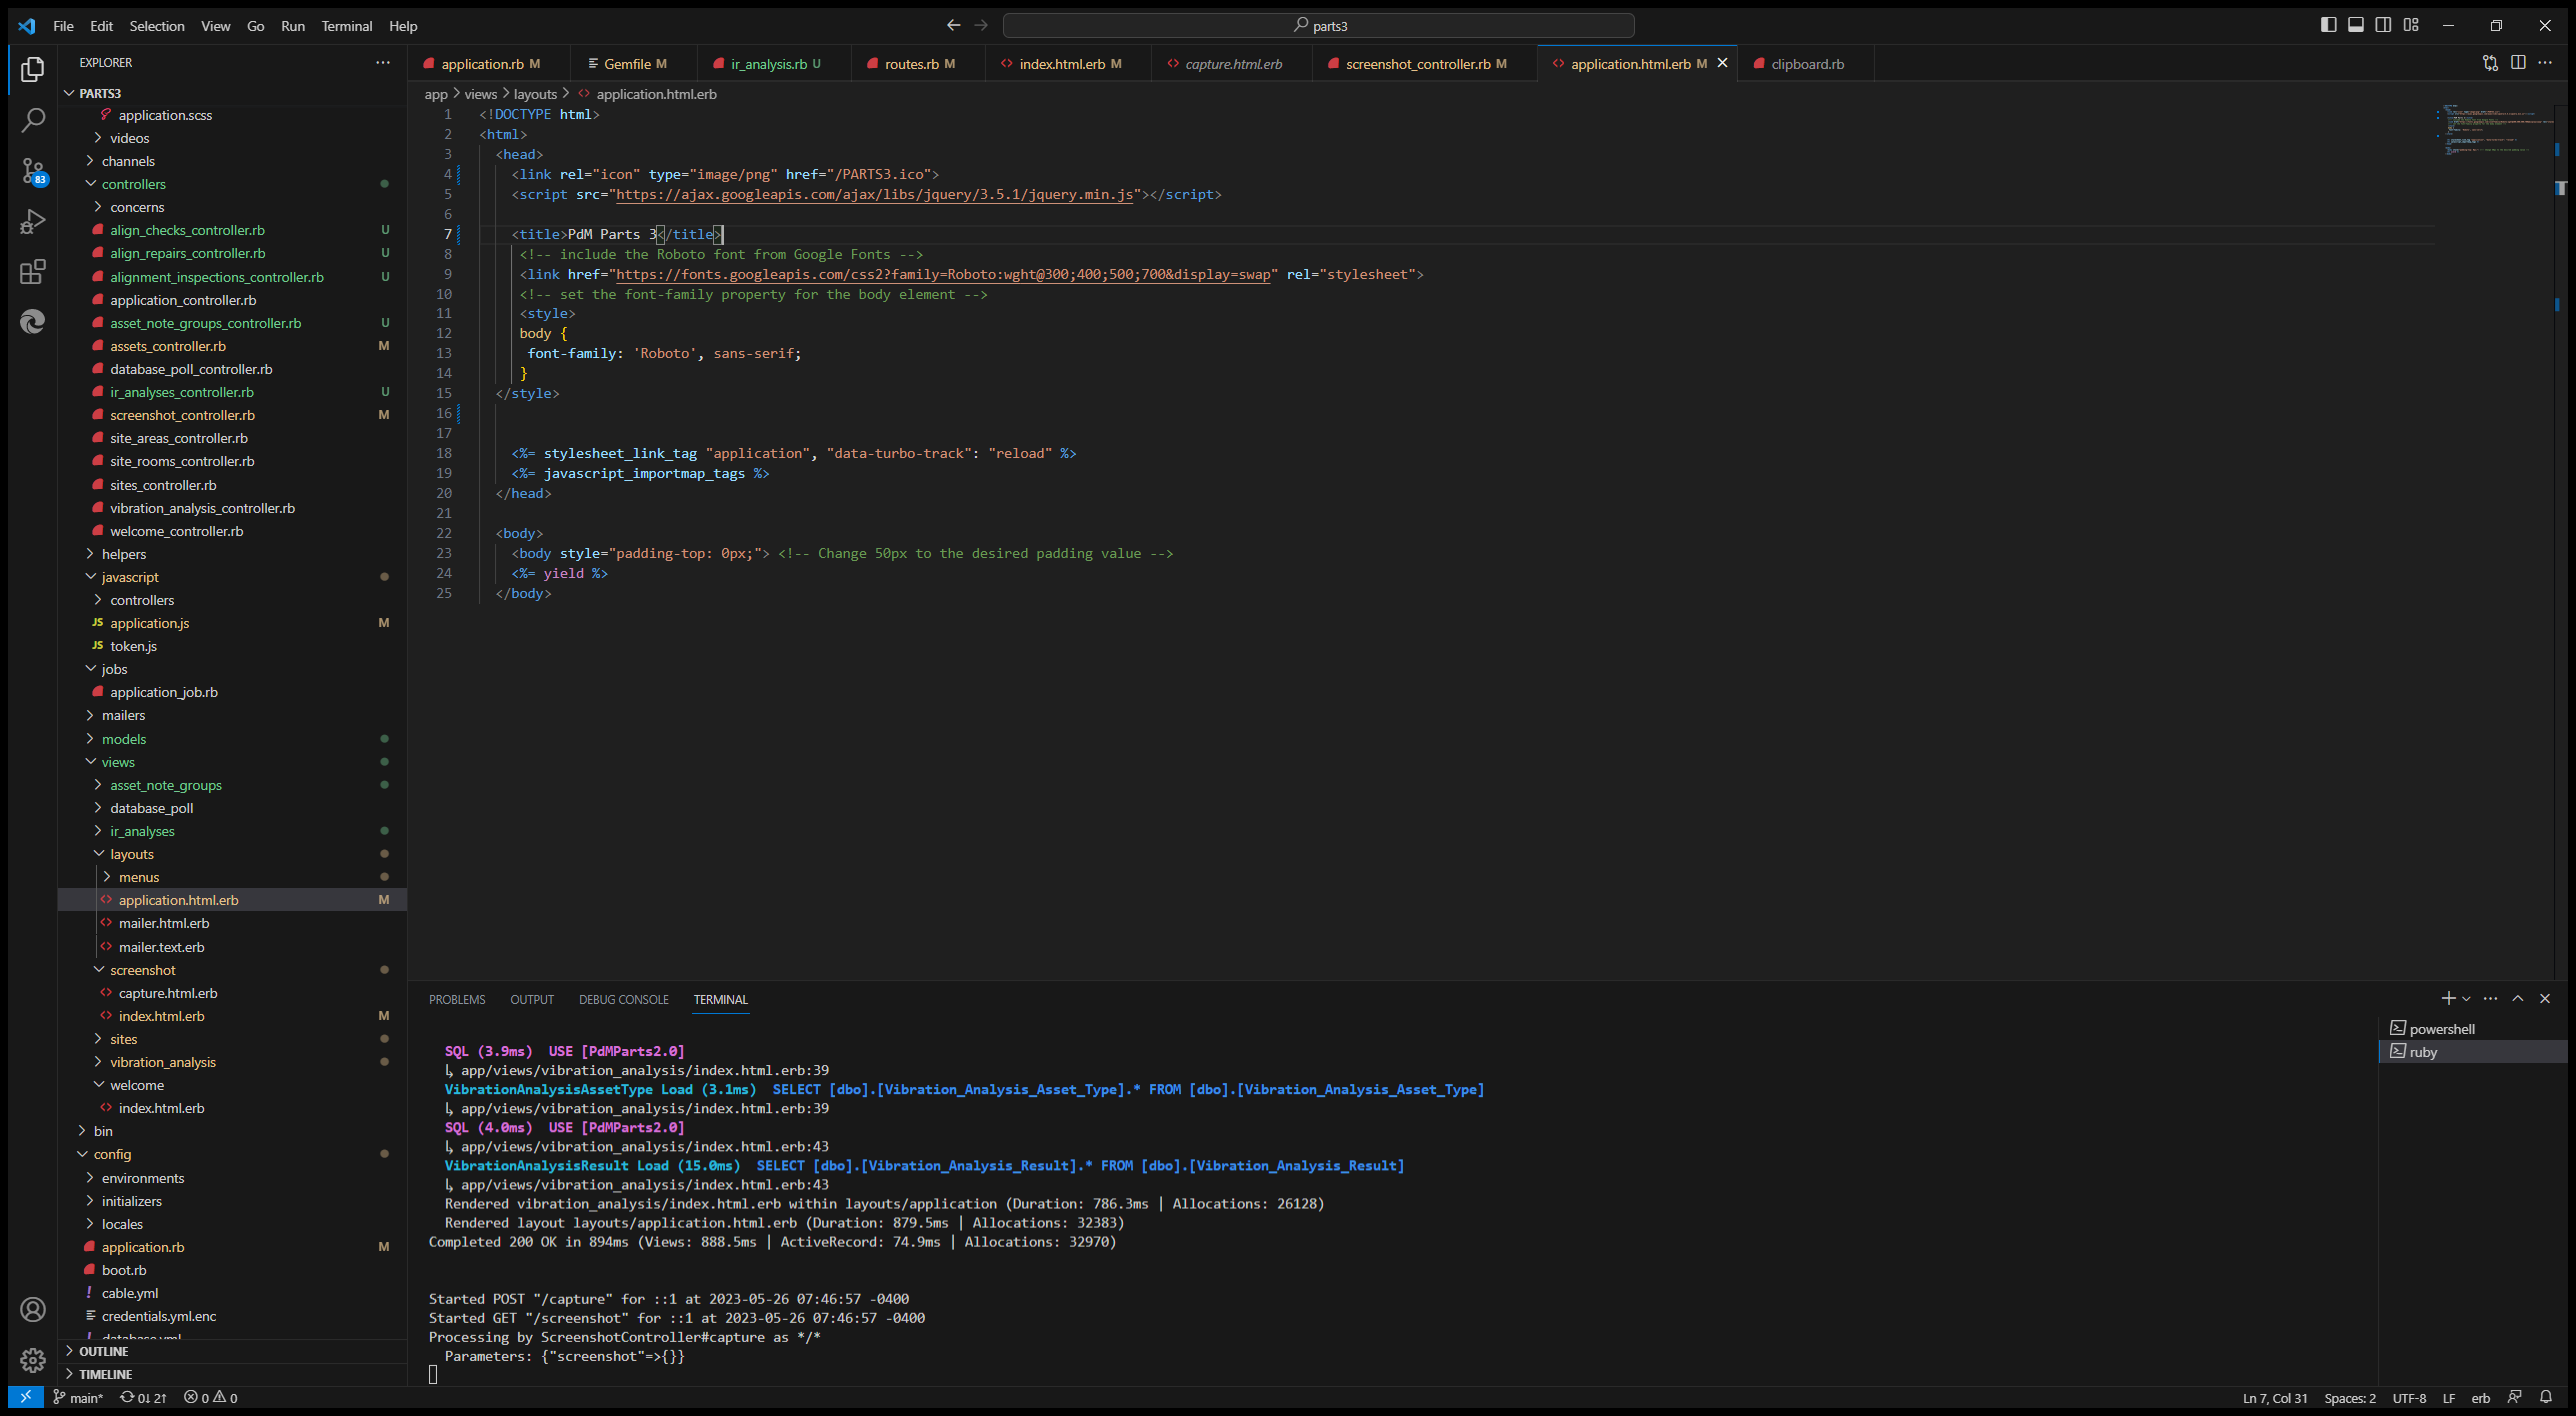 File Edit Selection View Go Run Terminal Help
parts3
EXPLORER
PARTS3
application.scss
videos
channels
controllers
concerns
align_checks_controller.rb U
align_repairs_controller.rb U
alignment_inspections_controller.rb U
application_controller.rb
asset_note_groups_controller.rb U
assets_controller.rb M
database_poll_controller.rb
ir_analyses_controller.rb U
screenshot_controller.rb M
site_areas_controller.rb
site_rooms_controller.rb
sites_controller.rb
vibration_analysis_controller.rb
welcome_controller.rb
helpers
javascript
controllers
JS application.js M
JS token.js
jobs
application_job.rb
mailers
models
views
asset_note_groups
database_poll
ir_analyses
layouts
menus
application.html.erb M
mailer.html.erb
mailer.text.erb
screenshot
capture.html.erb
index.html.erb M
sites
vibration_analysis
welcome
index.html.erb
bin
config
environments
initializers
locales
application.rb M
boot.rb
! cable.yml
credentials.yml.enc
! database.yml
OUTLINE
TIMELINE
83
application.rb M Gemfile M ir_analysis.rb U routes.rb M index.html.erb M capture.html.erb screenshot_controller.rb M application.html.erb M clipboard.rb
app > views > layouts > application.html.erb
1 <!DOCTYPE html>
2 <html>
3 <head>
4 <link rel="icon" type="image/png" href="/PARTS3.ico">
5 <script src="https://ajax.googleapis.com/ajax/libs/jquery/3.5.1/jquery.min.js"></script>
6
7 <title>PdM Parts 3</title>
8 <!-- include the Roboto font from Google Fonts -->
9 <link href="https://fonts.googleapis.com/css2?family=Roboto:wght@300;400;500;700&display=swap" rel="stylesheet">
10 <!-- set the font-family property for the body element -->
11 <style>
12 body {
13 font-family: 'Roboto', sans-serif;
14 }
15 </style>
16
17
18 <%= stylesheet_link_tag "application", "data-turbo-track": "reload" %>
19 <%= javascript_importmap_tags %>
20 </head>
21
22 <body>
23 <body style="padding-top: 0px;"> <!-- Change 50px to the desired padding value -->
24 <%= yield %>
25 </body>
PROBLEMS OUTPUT DEBUG CONSOLE TERMINAL
SQL (3.9ms) USE [PdMParts2.0]
↳ app/views/vibration_analysis/index.html.erb:39
VibrationAnalysisAssetType Load (3.1ms) SELECT [dbo].[Vibration_Analysis_Asset_Type].* FROM [dbo].[Vibration_Analysis_Asset_Type]
↳ app/views/vibration_analysis/index.html.erb:39
SQL (4.0ms) USE [PdMParts2.0]
↳ app/views/vibration_analysis/index.html.erb:43
VibrationAnalysisResult Load (15.0ms) SELECT [dbo].[Vibration_Analysis_Result].* FROM [dbo].[Vibration_Analysis_Result]
↳ app/views/vibration_analysis/index.html.erb:43
Rendered vibration_analysis/index.html.erb within layouts/application (Duration: 786.3ms | Allocations: 26128)
Rendered layout layouts/application.html.erb (Duration: 879.5ms | Allocations: 32383)
Completed 200 OK in 894ms (Views: 888.5ms | ActiveRecord: 74.9ms | Allocations: 32970)
Started POST "/capture" for ::1 at 2023-05-26 07:46:57 -0400
Started GET "/screenshot" for ::1 at 2023-05-26 07:46:57 -0400
Processing by ScreenshotController#capture as */*
Parameters: {"screenshot"=>{}}
powershell
ruby
main* 0↓ 2↑ 0 0
Ln 7, Col 31 Spaces: 2 UTF-8 LF erb